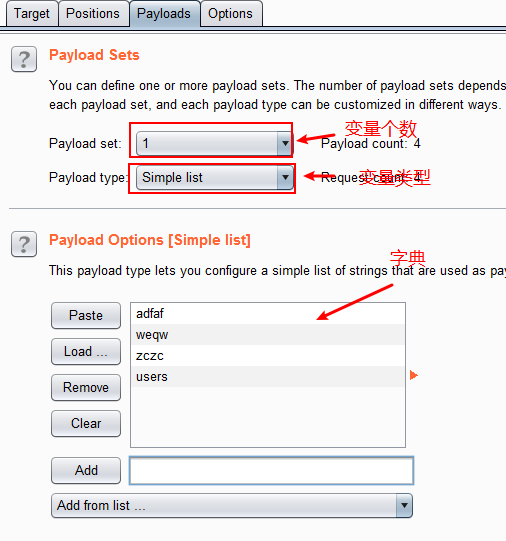 Target Positions Payloads Options
? Payload Sets
You can define one or more payload sets. The number of payload sets depends
each payload set, and each payload type can be customized in different ways.
Payload set: 1 变量个数 Payload count: 4
Payload type: Simple list 变量类型 Request count: 4
? Payload Options [Simple list]
字典
This payload type lets you configure a simple list of strings that are used as pay
Paste
Load ...
Remove
Clear
adfaf
weqw
zczc
users
Add
Add from list ...